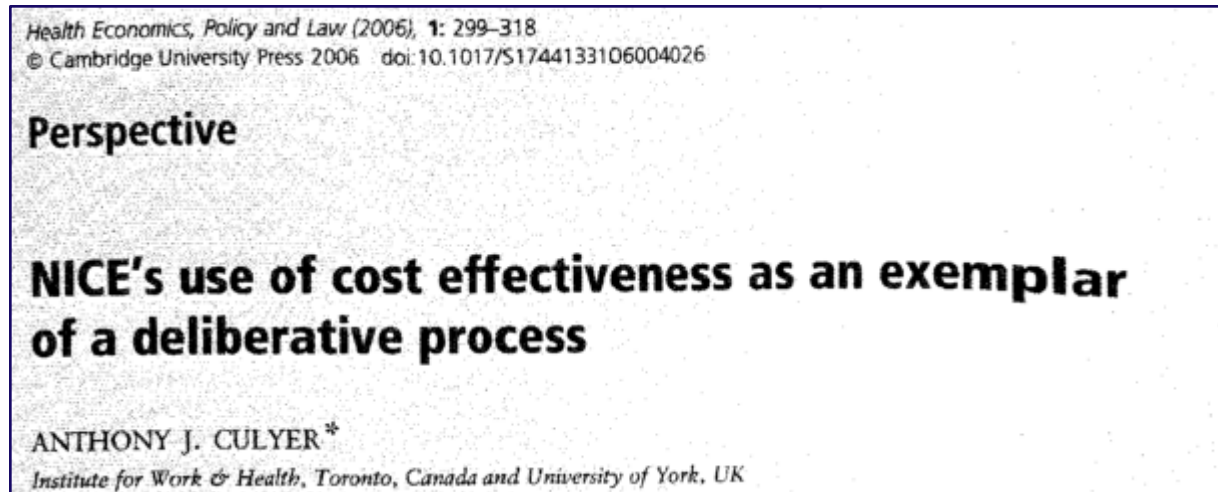 Health Economics, Policy and Law (2006), 1: 299–318
© Cambridge University Press 2006 doi:10.1017/S1744133106004026
Perspective
NICE's use of cost effectiveness as an exemplar
of a deliberative process
ANTHONY J. CULYER*
Institute for Work & Health, Toronto, Canada and University of York, UK